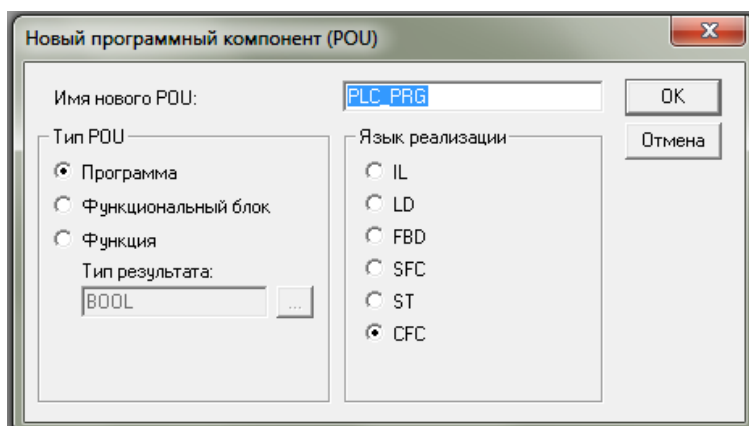 Новый программный компонент (POU)
Имя нового POU:
PLC_PRG
OK
Отмена
Тип POU
Программа
Функциональный блок
Функция
Тип результата:
BOOL
...
Язык реализации
IL
LD
FBD
SFC
ST
CFC